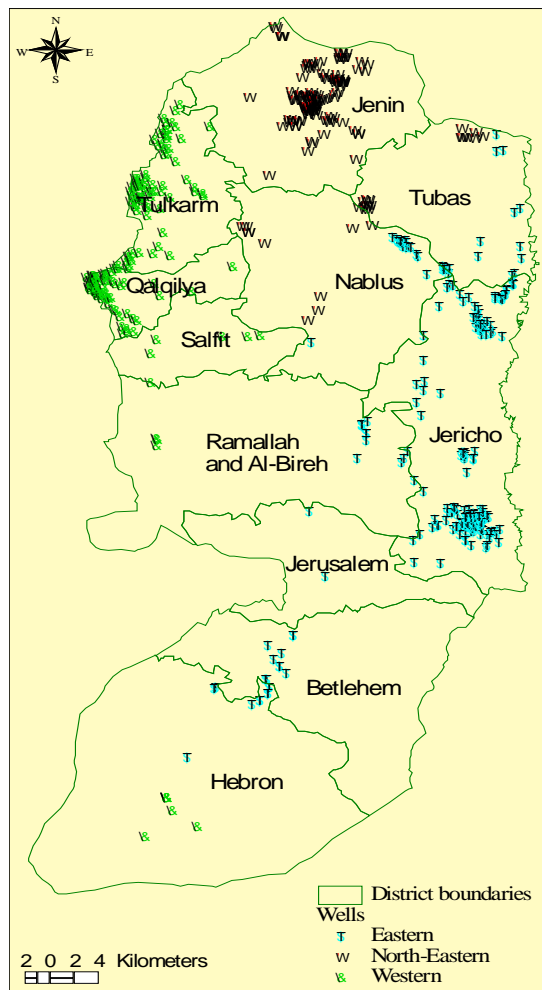 N
W E
S
Jenin
Tubas
Tulkarm
Nablus
Qalqilya
Salfit
Ramallah
and Al-Bireh
Jericho
Jerusalem
Betlehem
Hebron
District boundaries
Wells
T Eastern
W North-Eastern
& Western
2 0 2 4 Kilometers